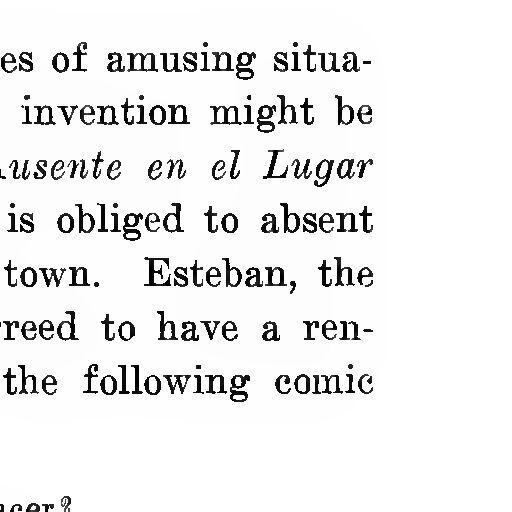 es of amusing situa-
invention might be
usente en el Lugar
is obliged to absent
town. Esteban, the
reed to have a ren-
the following comic
cer?